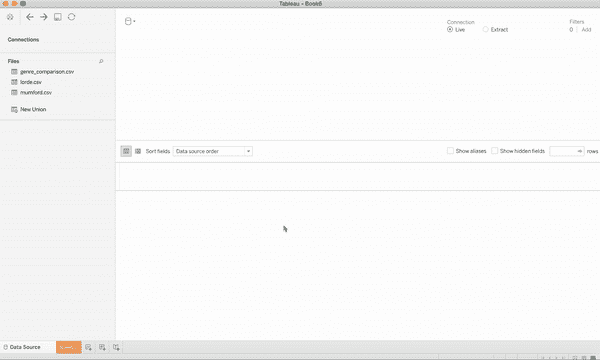 Tableau - Book6
Connections
Files
genre_comparison.csv
lorde.csv
mumford.csv
New Union
Connection
Live
Extract
Filters
0 | Add
Sort fields Data source order
Show aliases
Show hidden fields
rows
Data Source